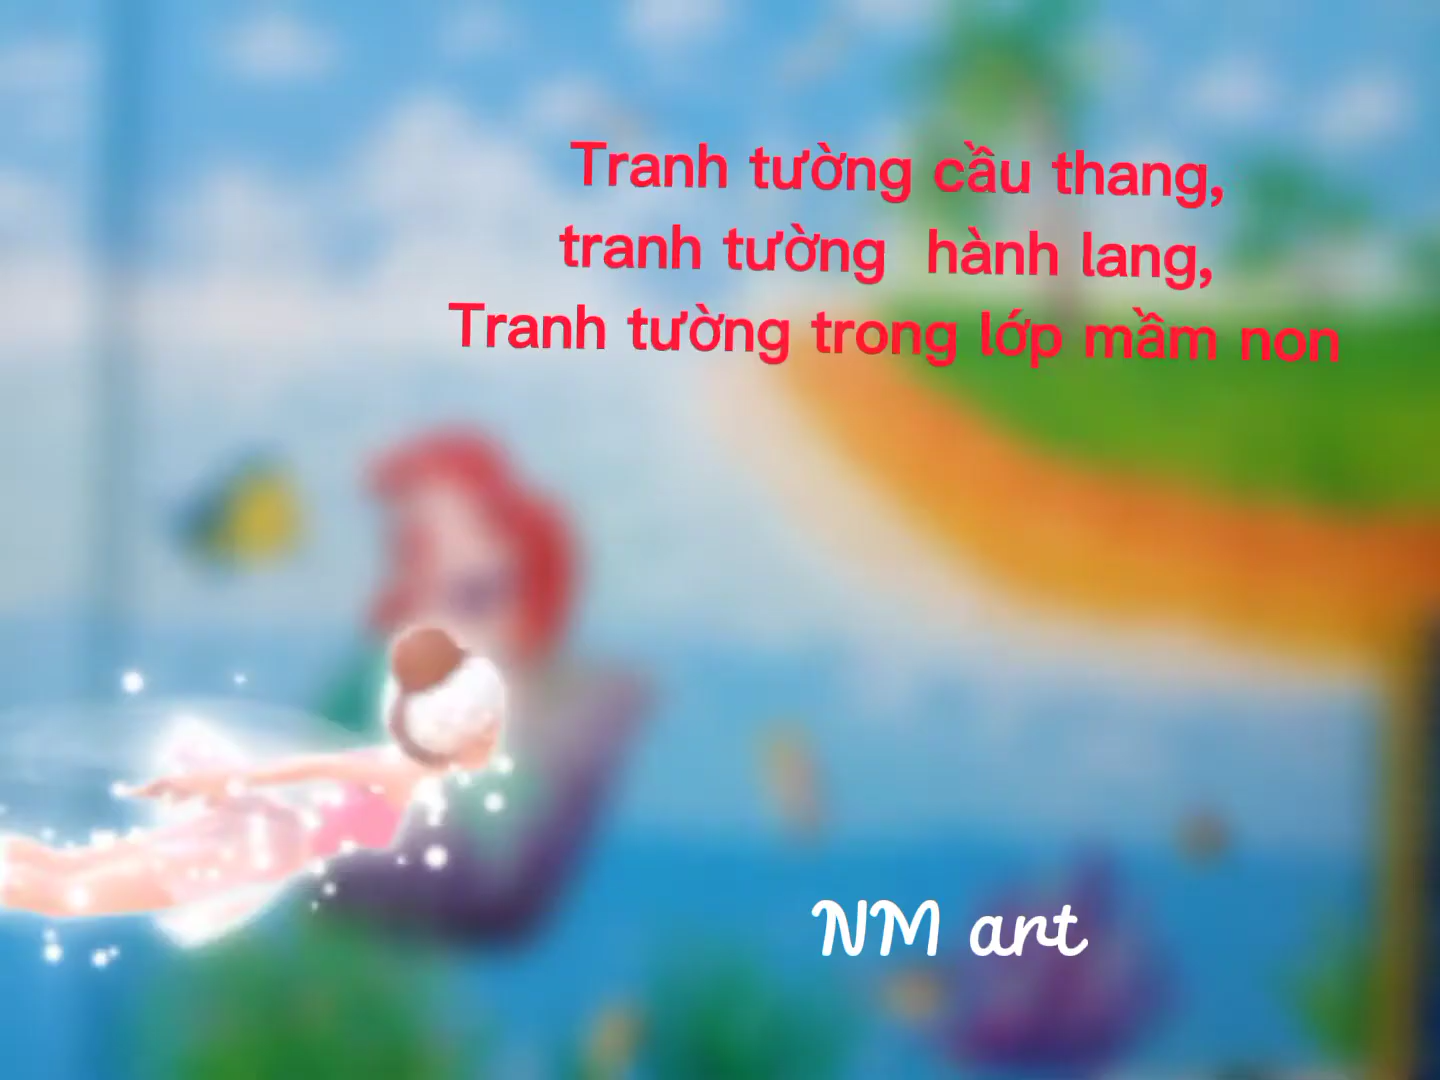 Tranh tường cầu thang,
tranh tường hành lang,
Tranh tường trong lớp mầm non
NM art